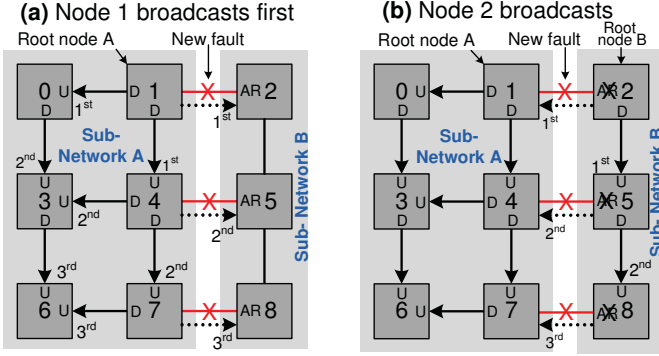 (a) Node 1 broadcasts first
Root node A
New fault
0 U
D 1
AR 2
D
1st
D
1st
Sub-
Network A
1st
2nd
U
3 U
D
2nd
U
D 4
D
AR 5
2nd
Sub- Network B
3rd
2nd
U
6 U
3rd
U
D 7
AR 8
3rd
(b) Node 2 broadcasts
Root node A
New fault
Root
node B
0 U
D 1
AR 2
D
D
1st
D
Sub-
Network A
1st
U
3 U
D
U
D 4
D
U
AR 5
D
2nd
Sub- Network B
2nd
U
6 U
U
D 7
U
AR 8
3rd